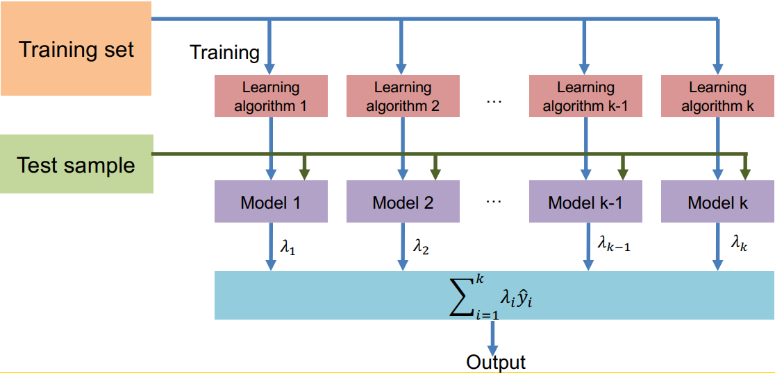 Training set
Training
Learning
algorithm 1
Learning
algorithm 2
...
Learning
algorithm k-1
Learning
algorithm k
Test sample
Model 1
Model 2
...
Model k-1
Model k
λ₁
λ₂
λₖ₋₁
λₖ
∑ᵢ₌₁ᵏ λᵢŷᵢ
Output